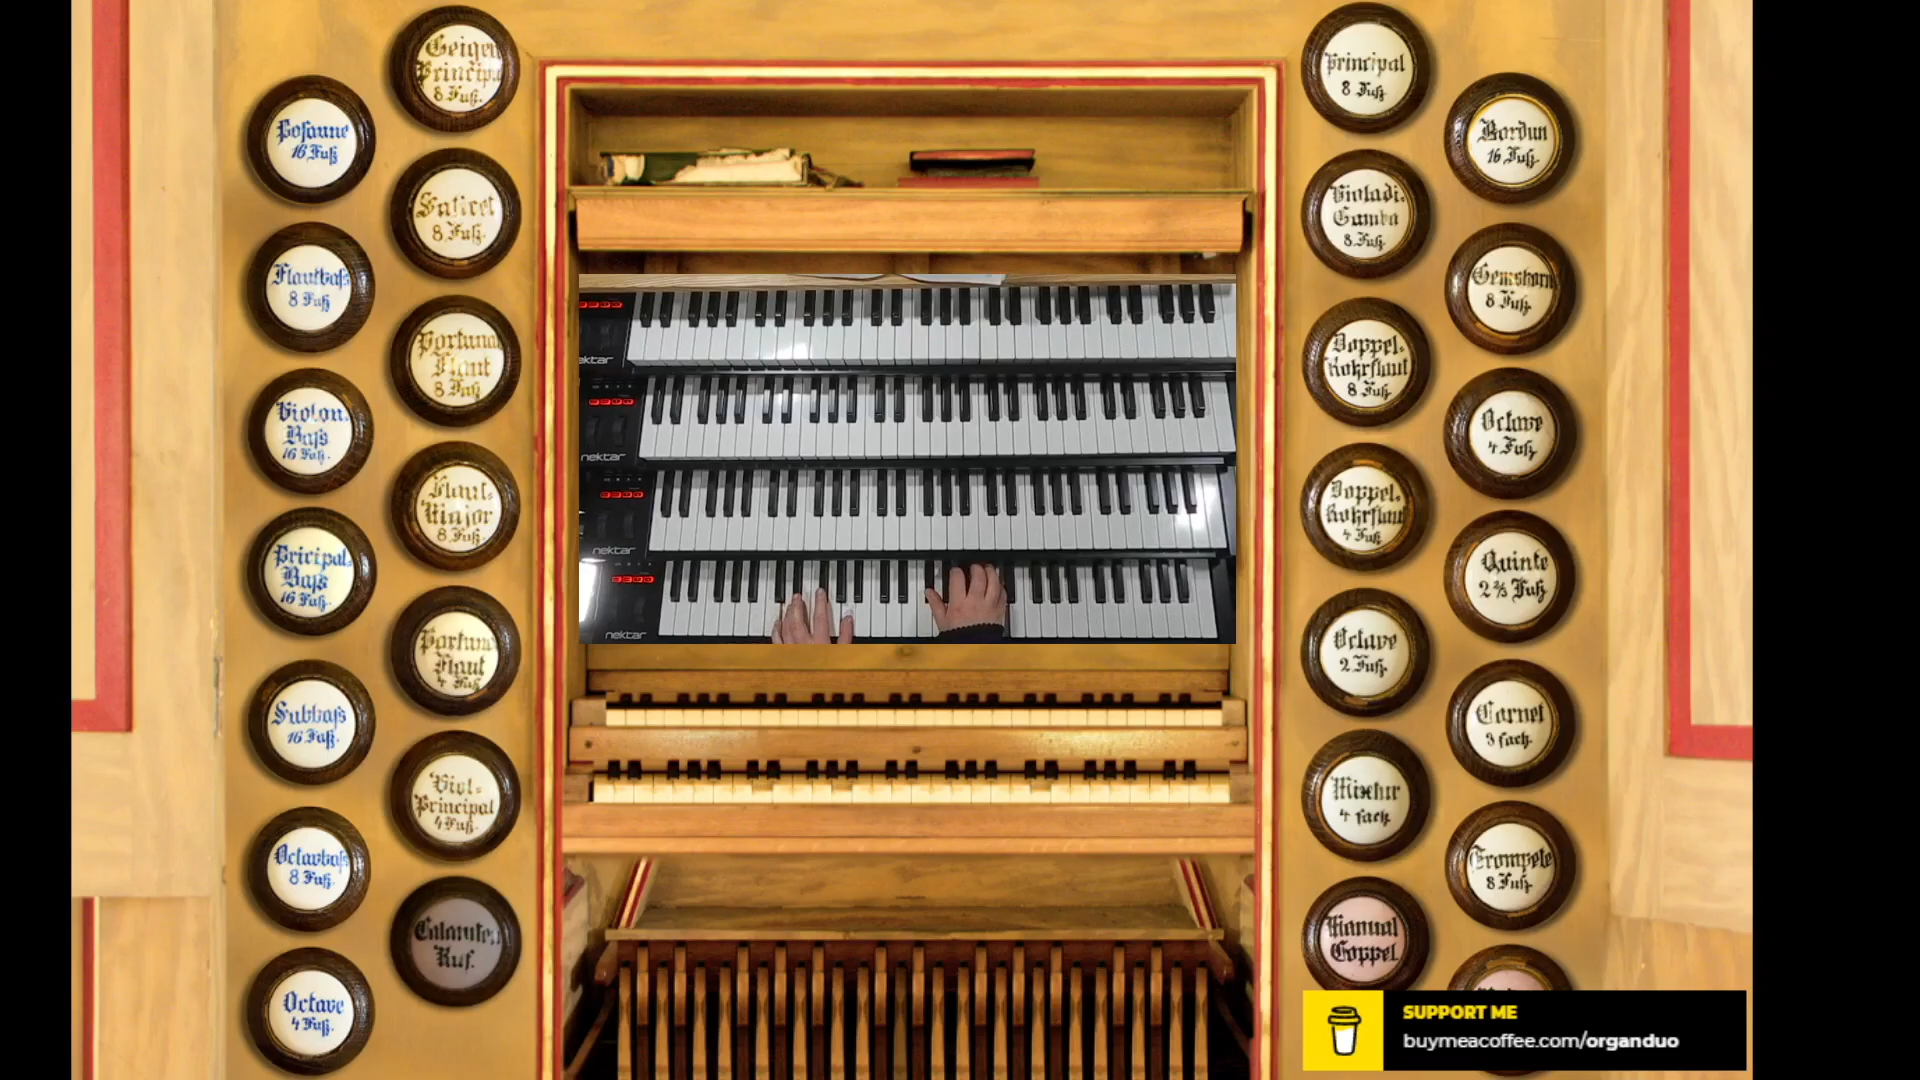 Geigen
Principal
8 Fuß.
Posaune
16 Fuß
Salicet
8 Fuß.
Flautbaß
8 Fuß
Portunal
Flaut
8 Fuß
Violon.
Baß
16 Fuß.
Flaut-
Major
8 Fuß.
Pricipal.
Baß
16 Fuß.
Portunal
Flaut
4 Fuß
Subbaß
16 Fuß.
Viol-
Principal
4 Fuß.
Octavbaß
8 Fuß.
Calcanten
Ruf.
Octave
4 Fuß.
Principal
8 Fuß
Bordun
16 Fuß.
Violadi.
Gamba
8 Fuß.
Gemshorn
8 Fuß.
Doppel-
Rohrflaut
8 Fuß.
Octave
4 Fuß.
Doppel.
Rohrflaut
4 Fuß
Quinte
2⅔ Fuß.
Octave
2 Fuß.
Cornet
3 fach.
Mixtur
4 fach.
Trompete
8 Fuß.
Manual
Coppel
nektar
nektar
nektar
nektar
SUPPORT ME
buymeacoffee.com/organduo